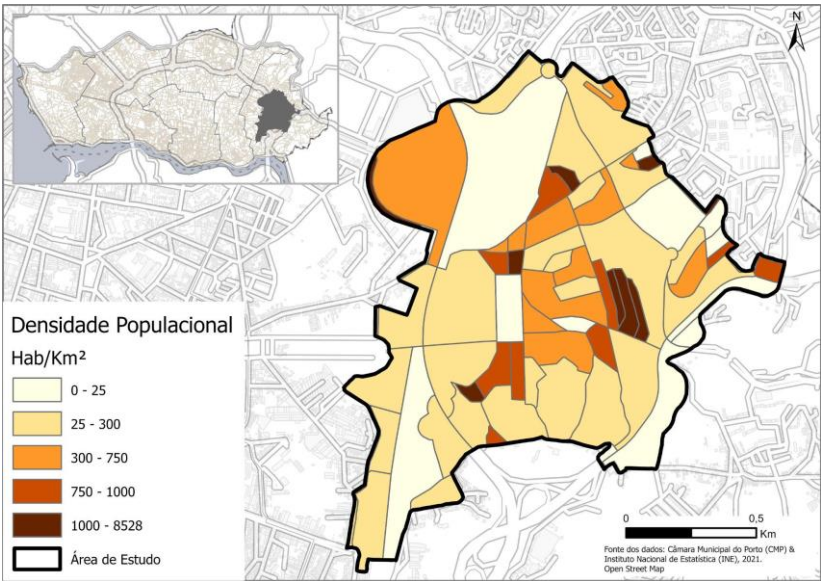 N
Densidade Populacional
Hab/Km²
0 - 25
25 - 300
300 - 750
750 - 1000
1000 - 8528
Área de Estudo
0 0,5
Km
Fonte dos dados: Câmara Municipal do Porto (CMP) &
Instituto Nacional de Estatística (INE), 2021.
Open Street Map